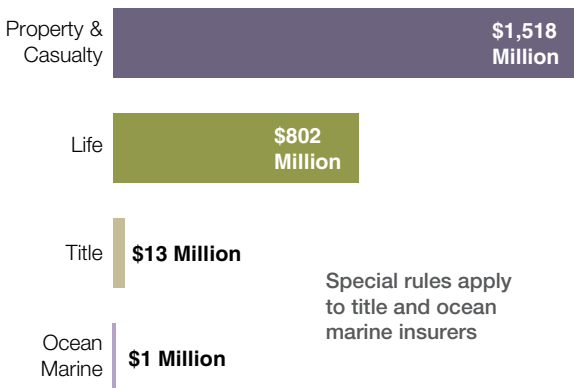 Property &
Casualty
$1,518
Million
Life
$802
Million
Title
$13 Million
Special rules apply
to title and ocean
marine insurers
Ocean
Marine
$1 Million